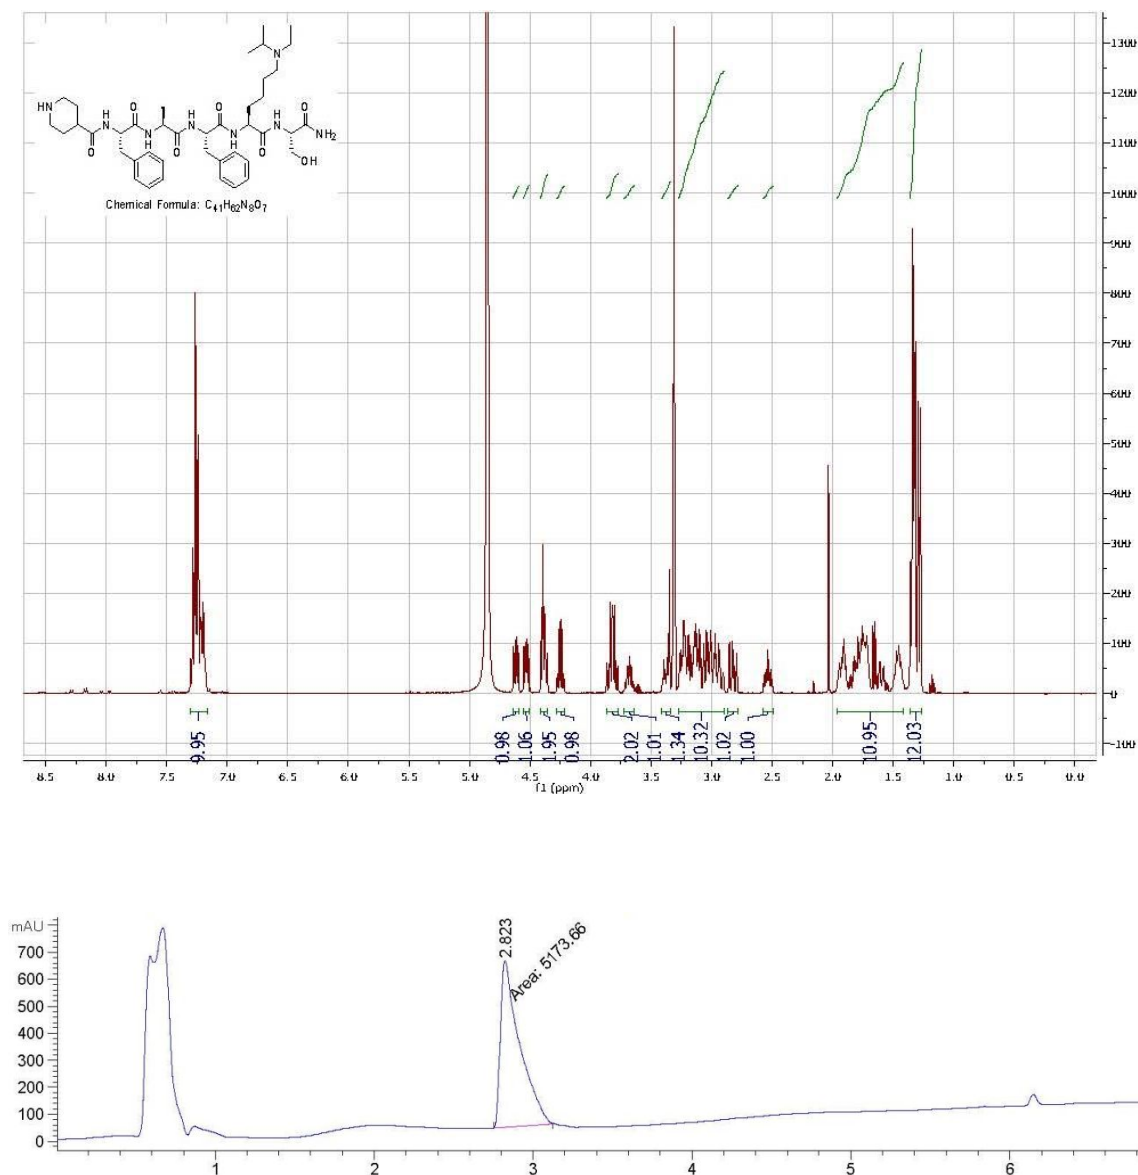 1300
1200
1100
1000
900
800
700
600
500
400
300
200
100
0
-100
N
HN
O
H
N
O
N
H
O
H
N
O
N
H
O
H
N
O
NH2
OH
Chemical Formula: C41H62N8O7
9.95
0.98
1.06
1.95
0.98
2.02
1.01
1.34
10.32
1.02
1.00
10.95
12.03
8.5 8.0 7.5 7.0 6.5 6.0 5.5 5.0 4.5 4.0 3.5 3.0 2.5 2.0 1.5 1.0 0.5 0.0
f1 (ppm)
mAU
700
600
500
400
300
200
100
0
2.823
Area: 5173.66
1 2 3 4 5 6